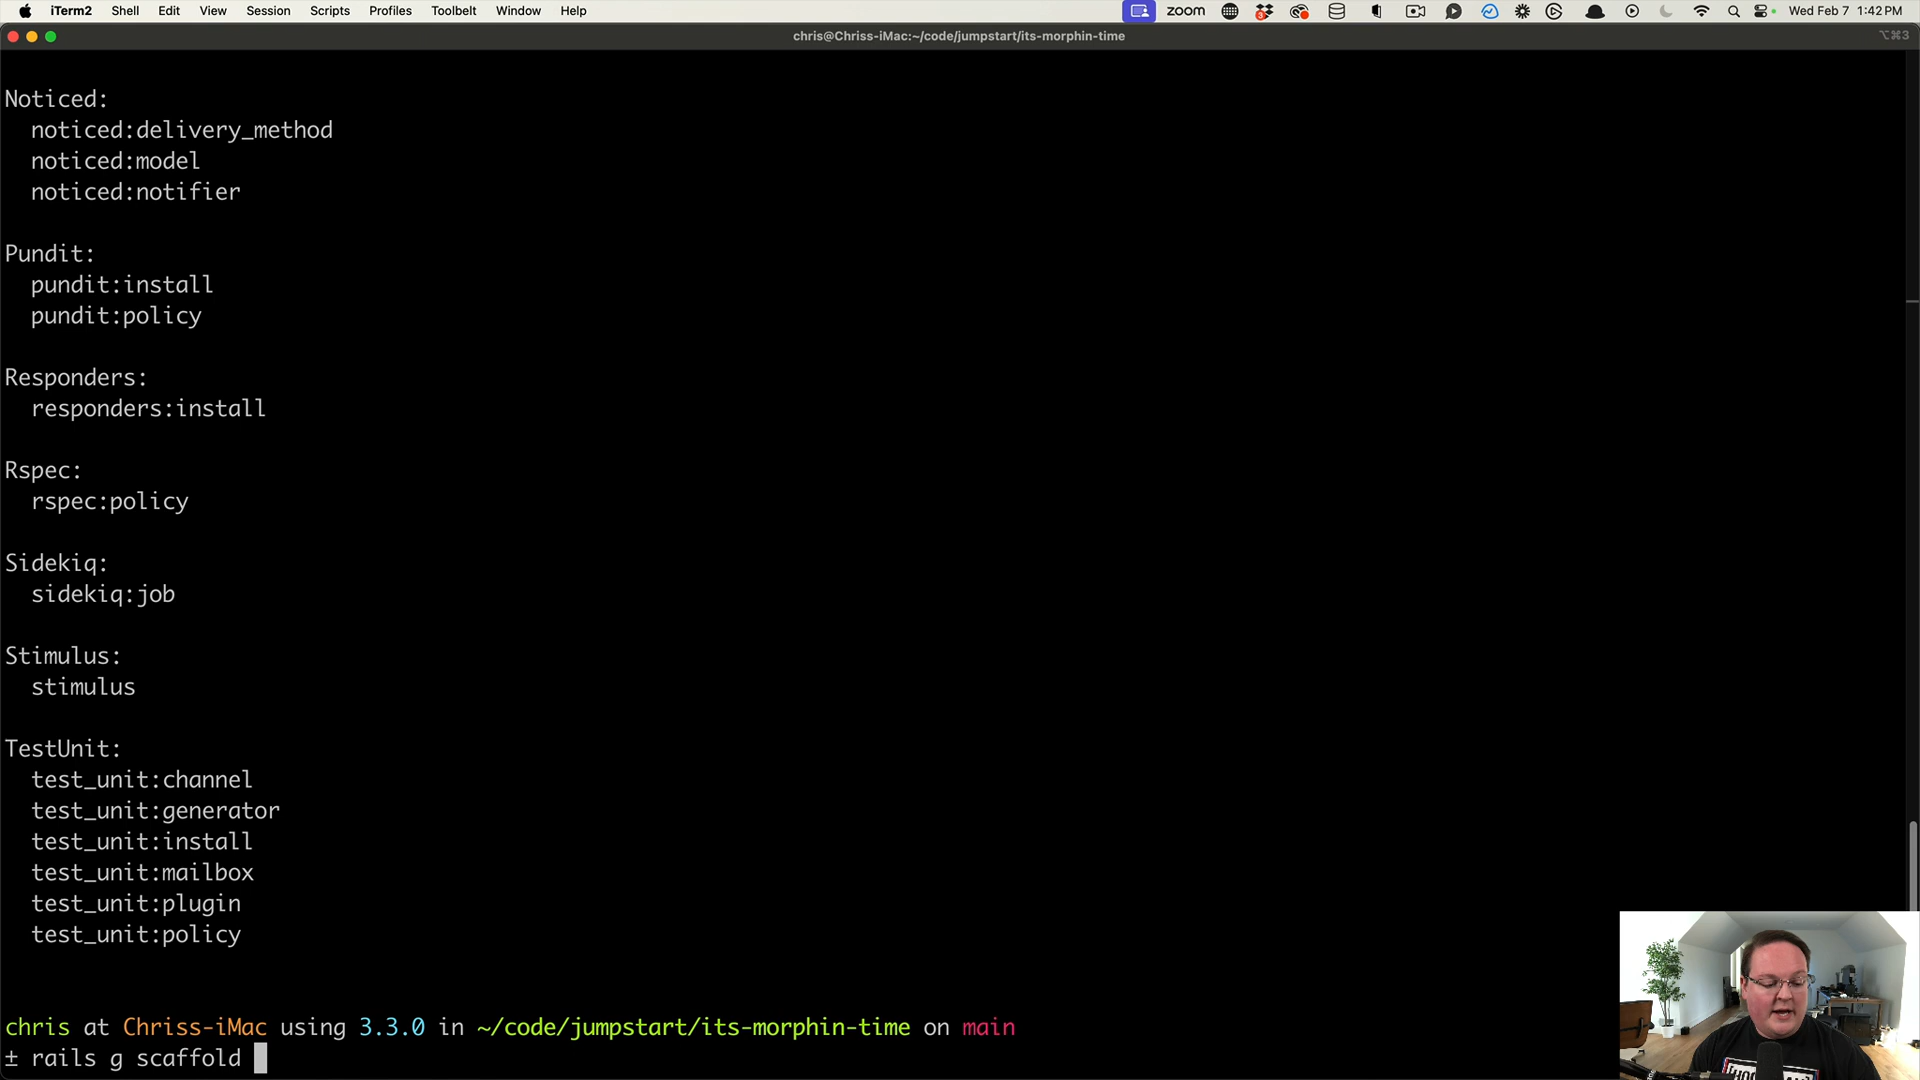 iTerm2 Shell Edit View Session Scripts Profiles Toolbelt Window Help zoom Wed Feb 7 1:42 PM
chris@Chriss-iMac:~/code/jumpstart/its-morphin-time ⌥⌘3
Noticed:
noticed:delivery_method
noticed:model
noticed:notifier
Pundit:
pundit:install
pundit:policy
Responders:
responders:install
Rspec:
rspec:policy
Sidekiq:
sidekiq:job
Stimulus:
stimulus
TestUnit:
test_unit:channel
test_unit:generator
test_unit:install
test_unit:mailbox
test_unit:plugin
test_unit:policy
chris at Chriss-iMac using 3.3.0 in ~/code/jumpstart/its-morphin-time on main
± rails g scaffold